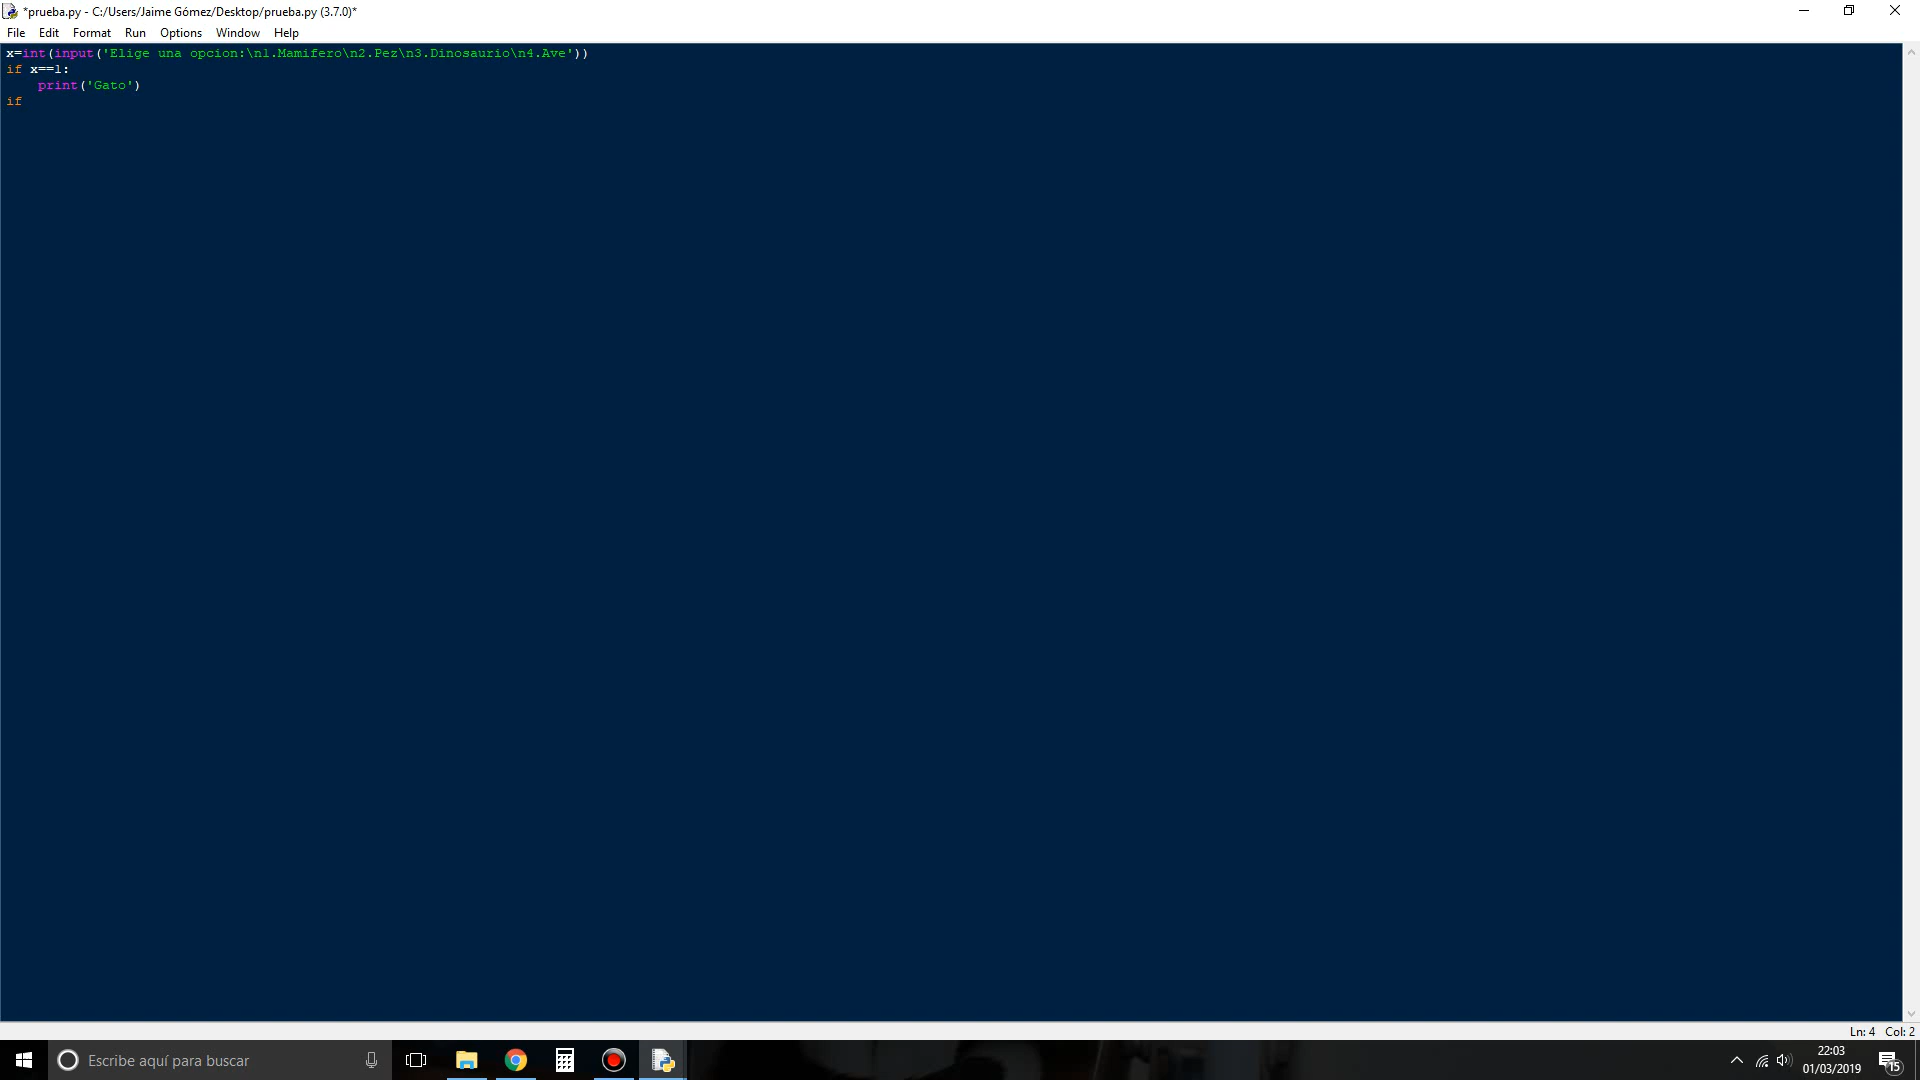 *prueba.py - C:/Users/Jaime Gómez/Desktop/prueba.py (3.7.0)*
File Edit Format Run Options Window Help
x=int(input('Elige una opcion:\n1.Mamifero\n2.Pez\n3.Dinosaurio\n4.Ave'))
if x==1:
    print('Gato')
if
Ln: 4 Col: 2
Escribe aquí para buscar
22:03
01/03/2019
15